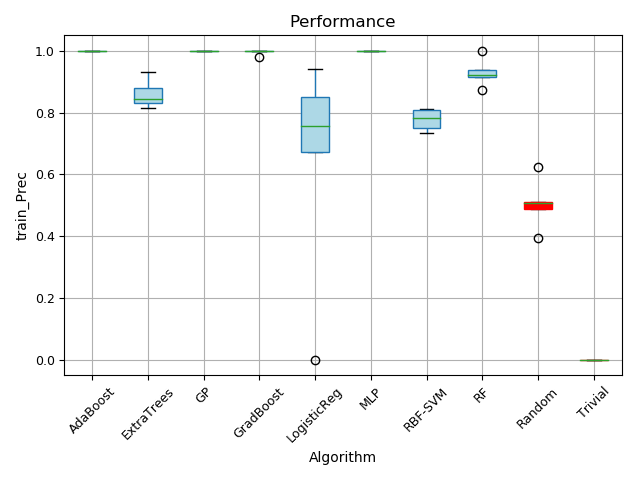 Performance
train_Prec
1.0
0.8
0.6
0.4
0.2
0.0
AdaBoost
ExtraTrees
GP
GradBoost
LogisticReg
MLP
RBF-SVM
RF
Random
Trivial
Algorithm